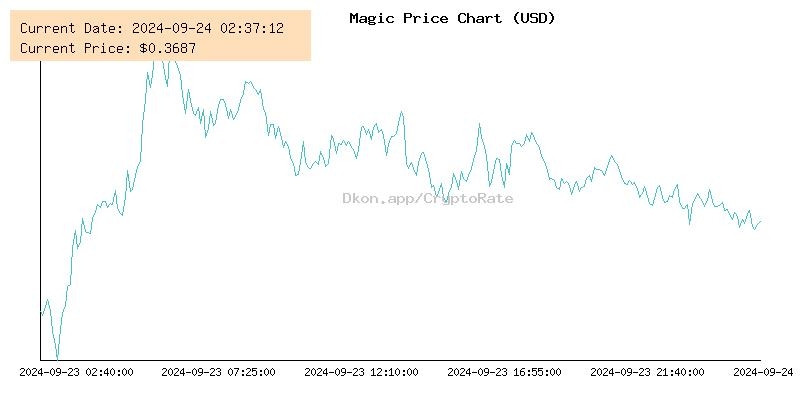 Magic Price Chart (USD)
Current Date: 2024-09-24 02:37:12
Current Price: $0.3687
Dkon.app/CryptoRate
2024-09-23 02:40:00 2024-09-23 07:25:00 2024-09-23 12:10:00 2024-09-23 16:55:00 2024-09-23 21:40:00 2024-09-24